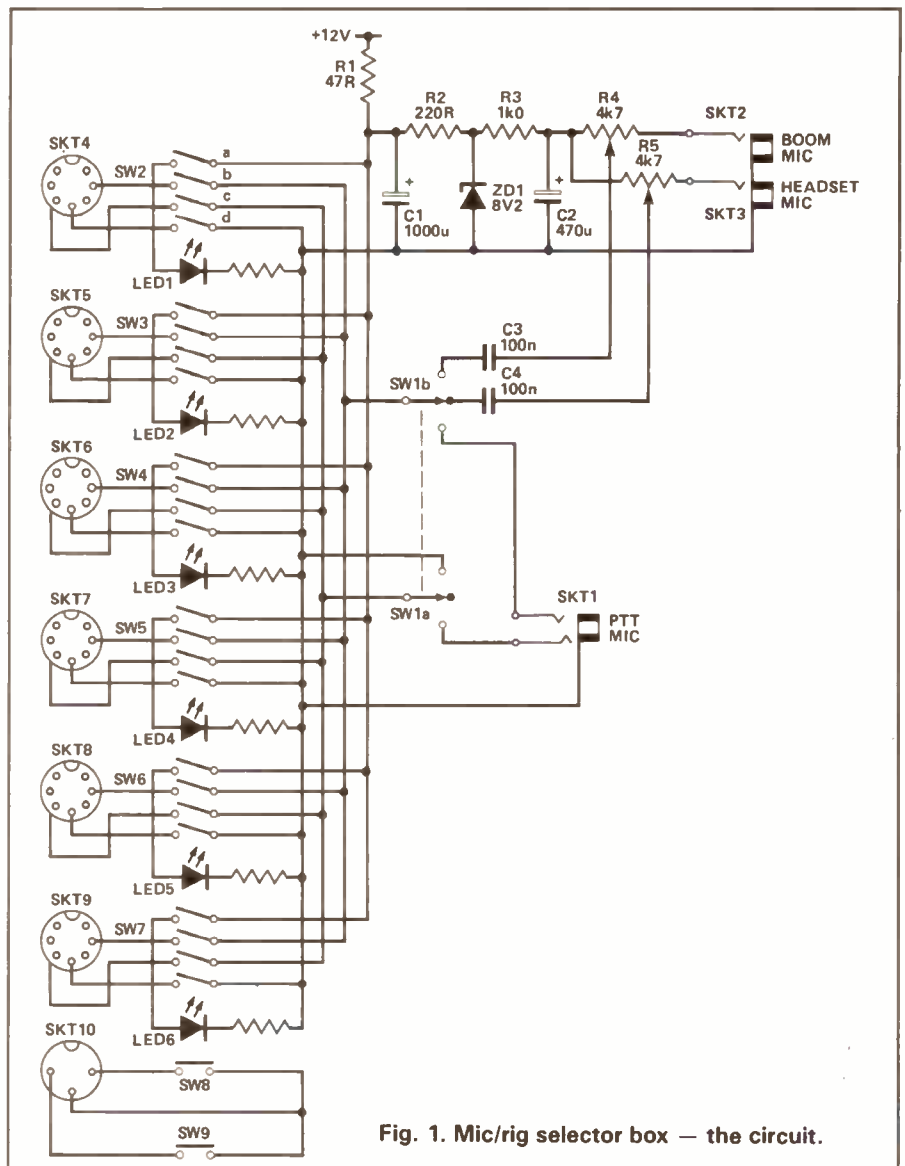 +12V
R1
47R
R2
220R
R3
1k0
R4
4k7
SKT2
BOOM
MIC
R5
4k7
HEADSET
MIC
SKT3
ZD1
8V2
+
C1
1000u
+
C2
470u
SKT4
SW2
a
b
c
d
LED1
SKT5
SW3
LED2
C3
100n
C4
100n
SW1b
SKT6
SW4
LED3
SW1a
SKT1
PTT
MIC
SKT7
SW5
LED4
SKT8
SW6
LED5
SKT9
SW7
LED6
SKT10
SW8
SW9
Fig. 1. Mic/rig selector box — the circuit.